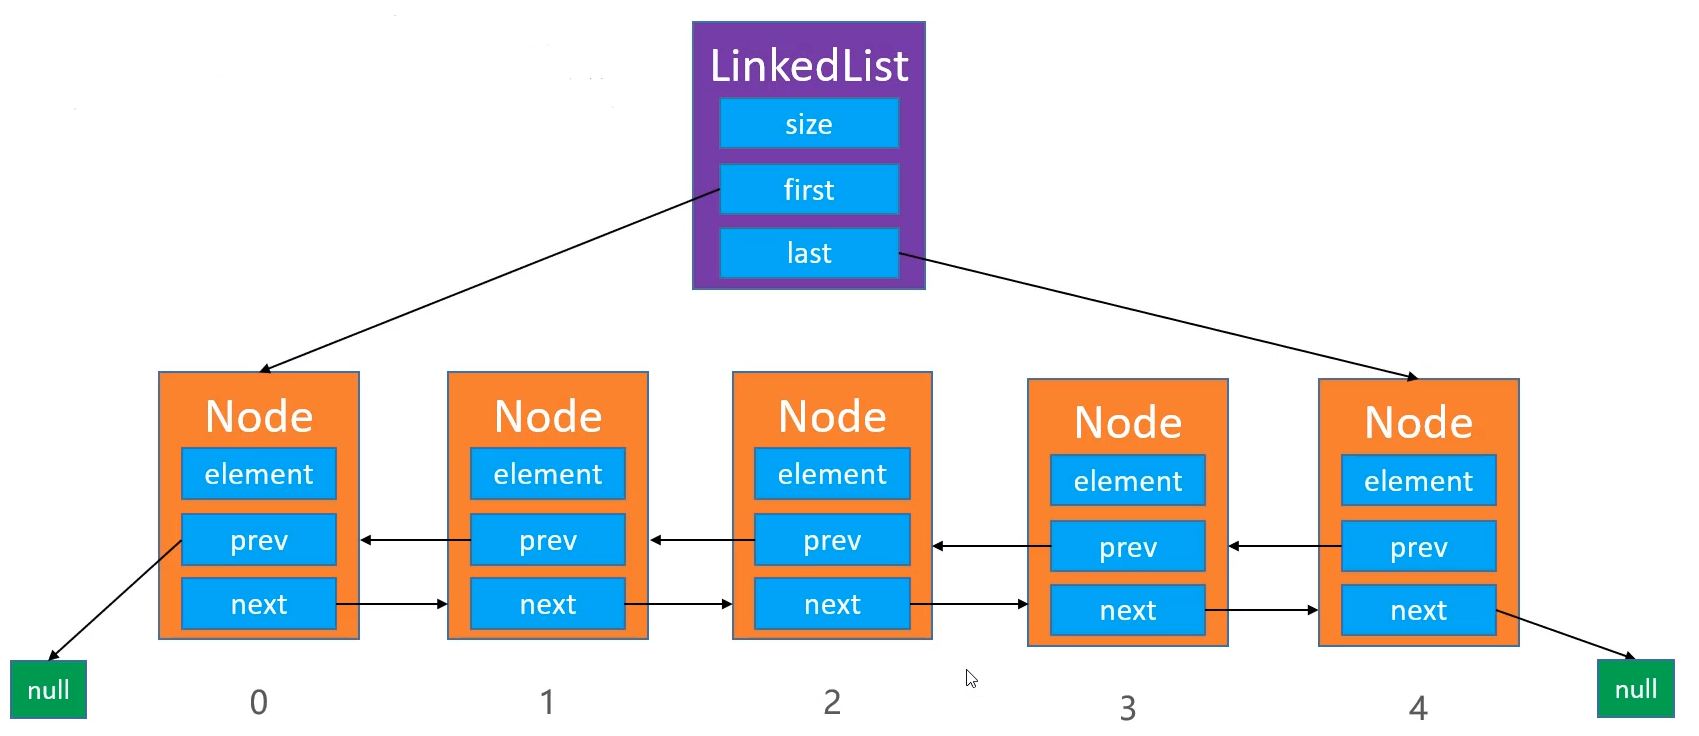 LinkedList
size
first
last
Node
element
prev
next
Node
element
prev
next
Node
element
prev
next
Node
element
prev
next
Node
element
prev
next
null
0
1
2
3
4
null